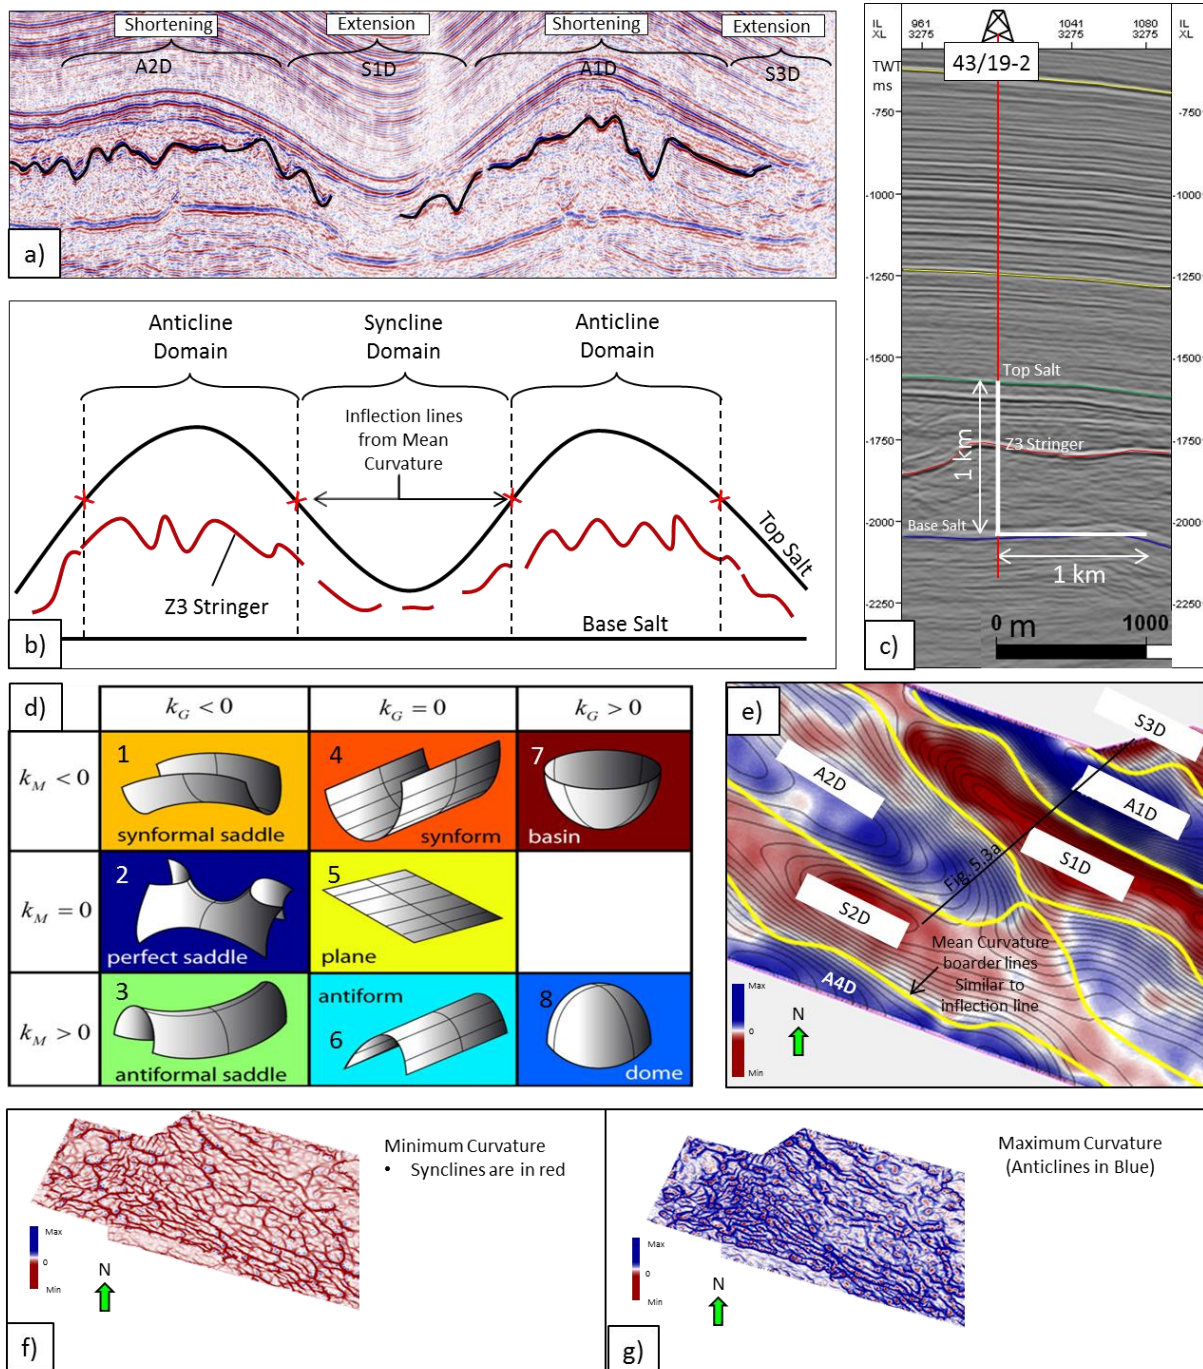 Shortening
Extension
Shortening
Extension
A2D
S1D
A1D
S3D
a)
Anticline
Domain
Syncline
Domain
Anticline
Domain
Inflection lines
from Mean
Curvature
Top Salt
Z3 Stringer
Base Salt
b)
IL 961 1041 1080 IL
XL 3275 3275 3275 XL
43/19-2
TWT
ms
-750 -750
-1000 -1000
-1250 -1250
-1500 -1500
Top Salt
-1750 -1750
Z3 Stringer
1 km
-2000 -2000
Base Salt
1 km
-2250 -2250
0 m 1000
c)
d)
k_G < 0
k_G = 0
k_G > 0
k_M < 0
1
synformal saddle
4
synform
7
basin
k_M = 0
2
perfect saddle
5
plane
k_M > 0
3
antiformal saddle
antiform
6
8
dome
e)
S3D
A2D
A1D
Fig. 5.3a
S1D
S2D
Mean Curvature
boarder lines
Similar to
inflection line
A4D
Max
0
Min
N
Minimum Curvature
• Synclines are in red
Max
0
Min
N
f)
Maximum Curvature
(Anticlines in Blue)
Max
0
Min
N
g)